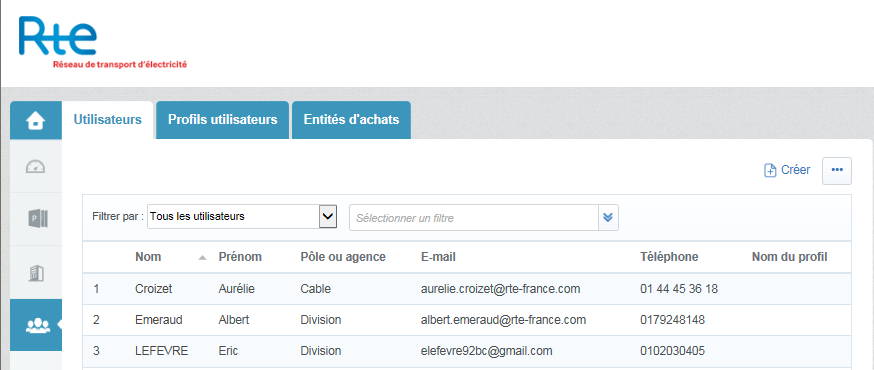 Rte
Réseau de transport d'électricité
Utilisateurs Profils utilisateurs Entités d'achats
Créer ...
Filtrer par : Tous les utilisateurs Sélectionner un filtre
Nom Prénom Pôle ou agence E-mail Téléphone Nom du profil
1 Croizet Aurélie Cable aurelie.croizet@rte-france.com 01 44 45 36 18
2 Emeraud Albert Division albert.emeraud@rte-france.com 0179248148
3 LEFEVRE Eric Division elefevre92bc@gmail.com 0102030405